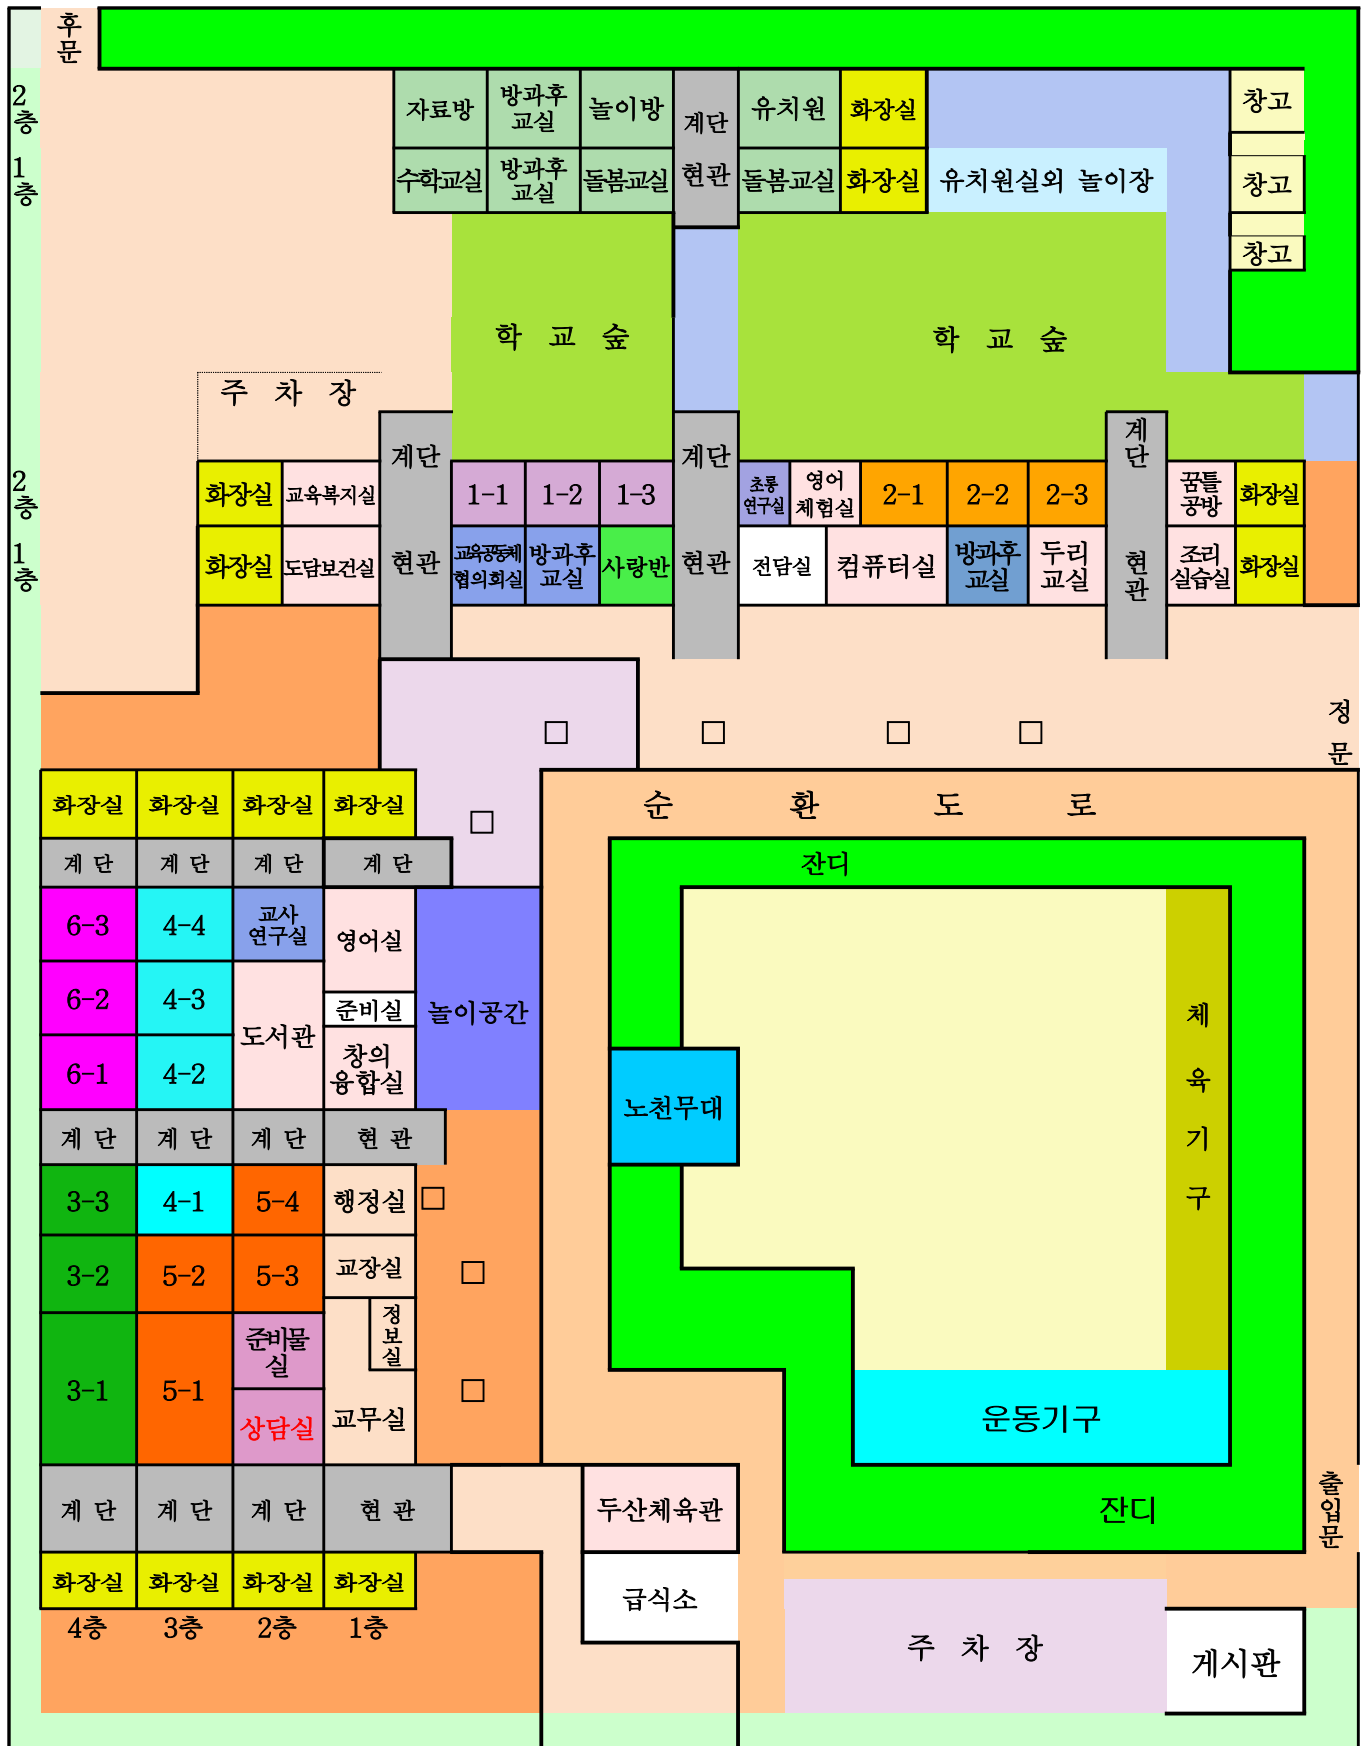 후
문
2
층
자료방
방과후
교실
놀이방
계단
유치원
화장실
창고
1
층
수학교실
방과후
교실
돌봄교실
현관
돌봄교실
화장실
유치원실외 놀이장
창고
창고
학 교 숲
학 교 숲
주 차 장
계단
계단
계
단
2
층
화장실
교육복지실
1-1
1-2
1-3
초롱
연구실
영어
체험실
2-1
2-2
2-3
꿈틀
공방
화장실
1
층
화장실
도담보건실
현관
교육공동체
협의회실
방과후
교실
사랑반
현관
전담실
컴퓨터실
방과후
교실
두리
교실
현
관
조리
실습실
화장실
정
문
□ □ □ □
화장실
화장실
화장실
화장실
□
순 환 도 로
계 단
계 단
계 단
계 단
잔디
6-3
4-4
교사
연구실
영어실
6-2
4-3
도서관
준비실
놀이공간
6-1
4-2
창의
융합실
체
육
기
구
노천무대
계 단
계 단
계 단
현 관
3-3
4-1
5-4
행정실
□
3-2
5-2
5-3
교장실
□
정
보
실
3-1
5-1
준비물
실
상담실
교무실
□
운동기구
계 단
계 단
계 단
현 관
두산체육관
잔디
출
입
문
화장실
화장실
화장실
화장실
급식소
4층
3층
2층
1층
주 차 장
게시판